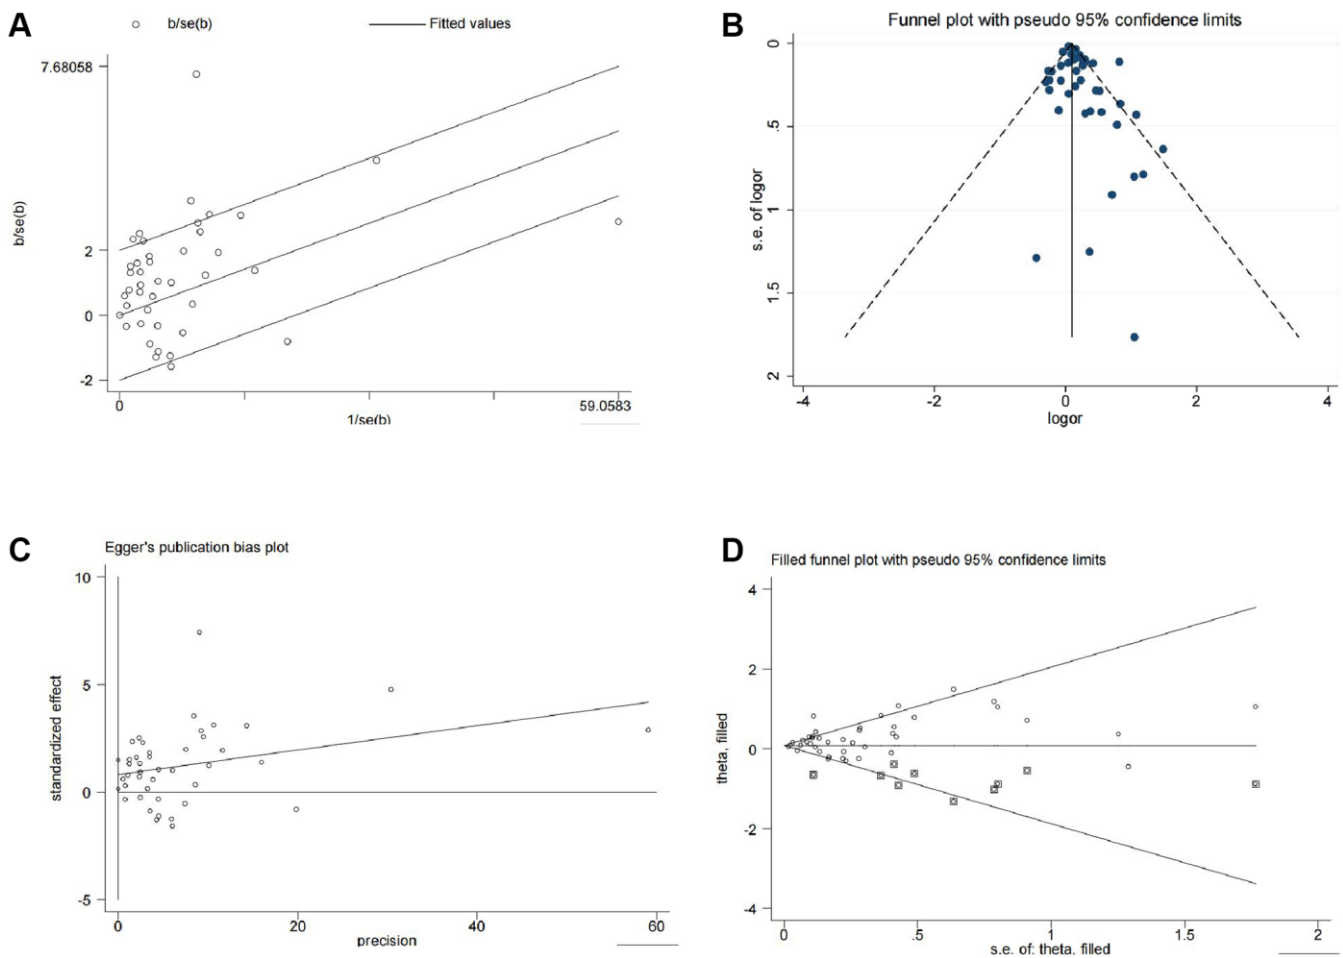 A
b/se(b)
Fitted values
7.68058
b/se(b)
2
0
-2
0
59.0583
1/se(b)
B
Funnel plot with pseudo 95% confidence limits
0
.5
1
1.5
2
s.e. of logor
-4
-2
0
2
4
logor
C
Egger's publication bias plot
10
5
0
-5
standardized effect
0
20
40
60
precision
D
Filled funnel plot with pseudo 95% confidence limits
4
2
0
-2
-4
theta, filled
0
.5
1
1.5
2
s.e. of: theta, filled